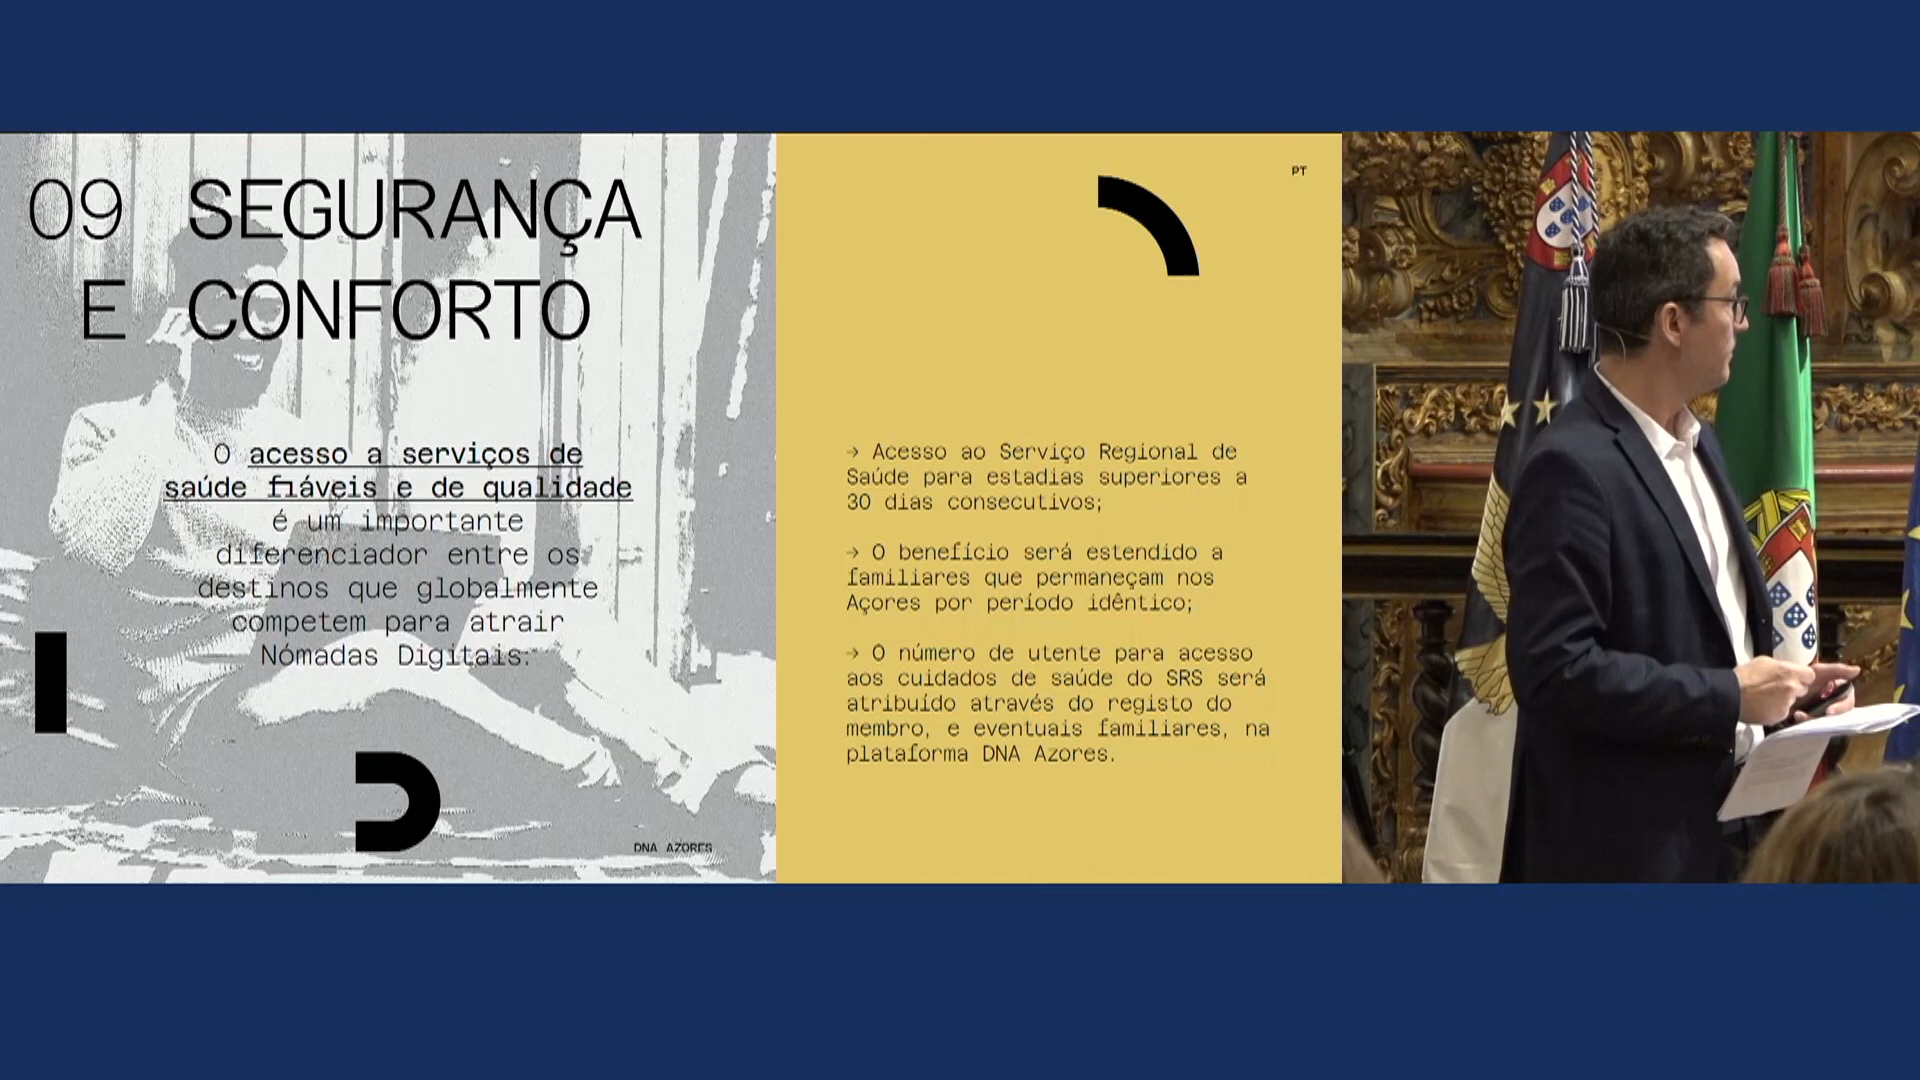 09 SEGURANÇA
E CONFORTO
O acesso a serviços de
saúde fiáveis e de qualidade
é um importante
diferenciador entre os
destinos que globalmente
competem para atrair
Nómadas Digitais:
DNA AZORES
PT
→ Acesso ao Serviço Regional de
Saúde para estadias superiores a
30 dias consecutivos;
→ O benefício será estendido a
familiares que permaneçam nos
Açores por período idêntico;
→ O número de utente para acesso
aos cuidados de saúde do SRS será
atribuído através do registo do
membro, e eventuais familiares, na
plataforma DNA Azores.